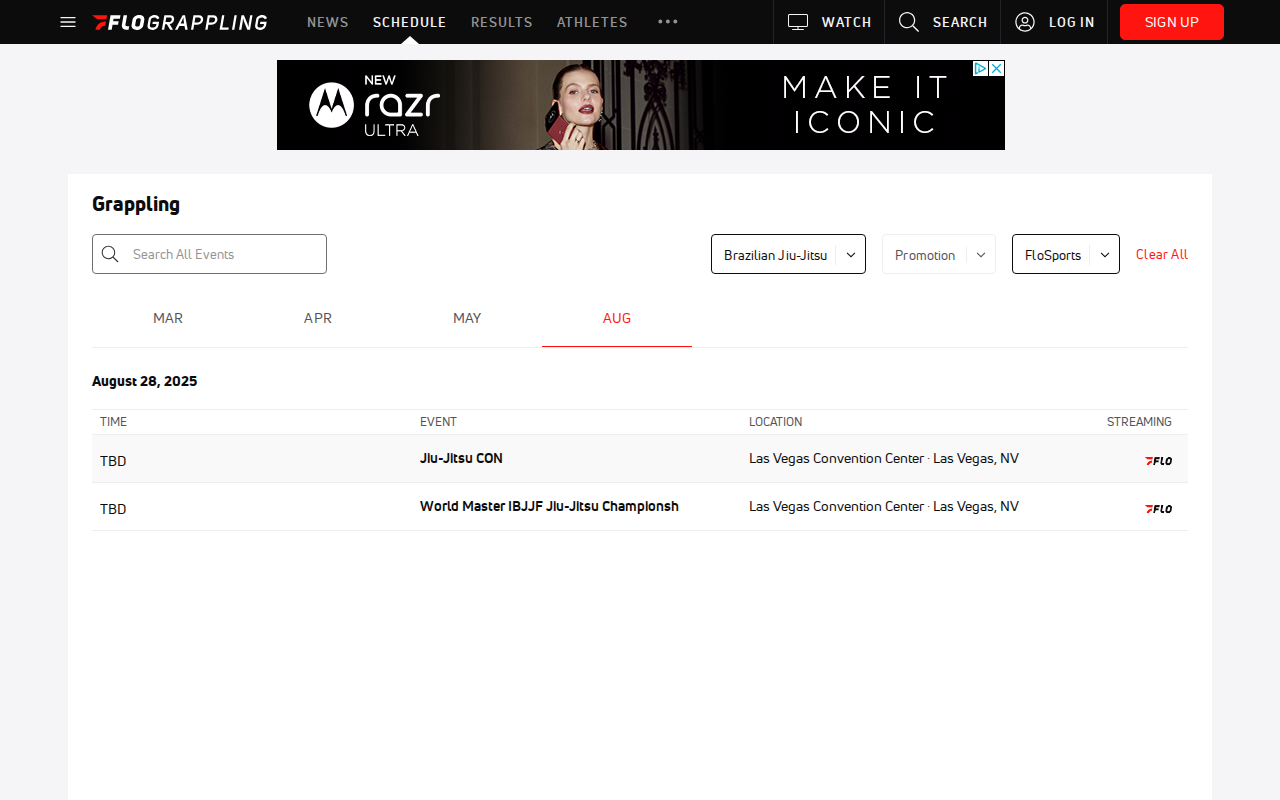 FLOGRAPPLING NEWS SCHEDULE RESULTS ATHLETES WATCH SEARCH LOG IN SIGN UP
NEW
razr
ULTRA
MAKE IT
ICONIC
Grappling
Search All Events Brazilian Jiu-Jitsu Promotion FloSports Clear All
MAR APR MAY AUG
August 28, 2025
TIME EVENT LOCATION STREAMING
TBD Jiu-Jitsu CON Las Vegas Convention Center · Las Vegas, NV FLO
TBD World Master IBJJF Jiu-Jitsu Championsh Las Vegas Convention Center · Las Vegas, NV FLO